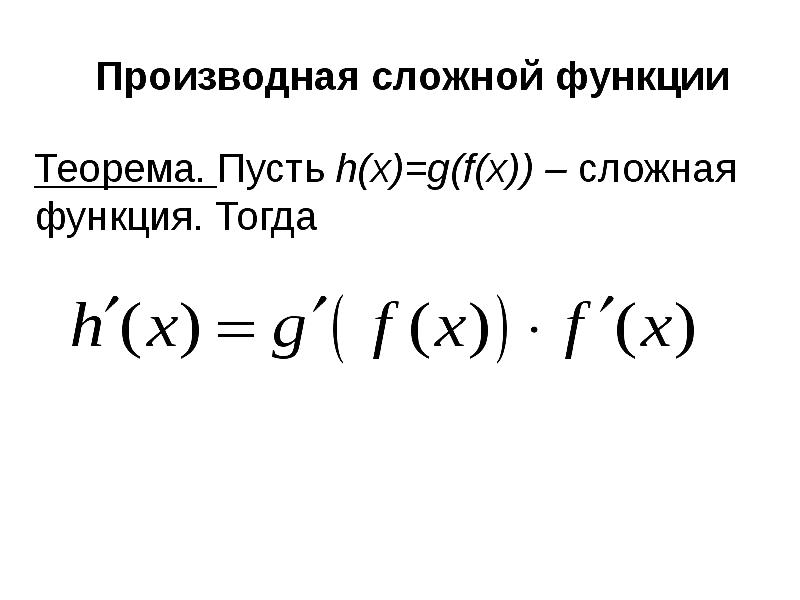 Производная сложной функции
Теорема. Пусть h(x)=g(f(x)) – сложная
функция. Тогда
h′(x) = g′( f(x)) · f′(x)